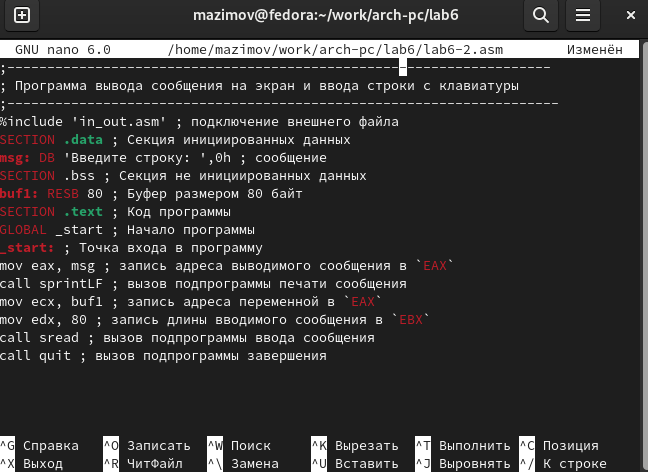 mazimov@fedora:~/work/arch-pc/lab6
GNU nano 6.0 /home/mazimov/work/arch-pc/lab6/lab6-2.asm Изменён
;--------------------------------------------------------------------
; Программа вывода сообщения на экран и ввода строки с клавиатуры
;---------------------------------------------------------------------
%include 'in_out.asm' ; подключение внешнего файла
SECTION .data ; Секция инициированных данных
msg: DB 'Введите строку: ',0h ; сообщение
SECTION .bss ; Секция не инициированных данных
buf1: RESB 80 ; Буфер размером 80 байт
SECTION .text ; Код программы
GLOBAL _start ; Начало программы
_start: ; Точка входа в программу
mov eax, msg ; запись адреса выводимого сообщения в `EAX`
call sprintLF ; вызов подпрограммы печати сообщения
mov ecx, buf1 ; запись адреса переменной в `EAX`
mov edx, 80 ; запись длины вводимого сообщения в `EBX`
call sread ; вызов подпрограммы ввода сообщения
call quit ; вызов подпрограммы завершения
^G Справка ^O Записать ^W Поиск ^K Вырезать ^T Выполнить ^C Позиция
^X Выход ^R ЧитФайл ^\ Замена ^U Вставить ^J Выровнять ^/ К строке